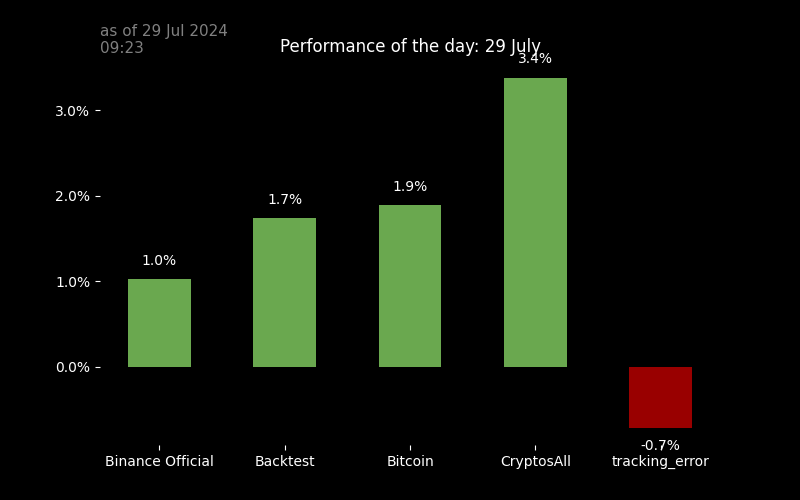 as of 29 Jul 2024
09:23
Performance of the day: 29 July
3.4%
3.0%
2.0%
1.9%
1.7%
1.0%
1.0%
0.0%
-0.7%
Binance Official
Backtest
Bitcoin
CryptosAll
tracking_error